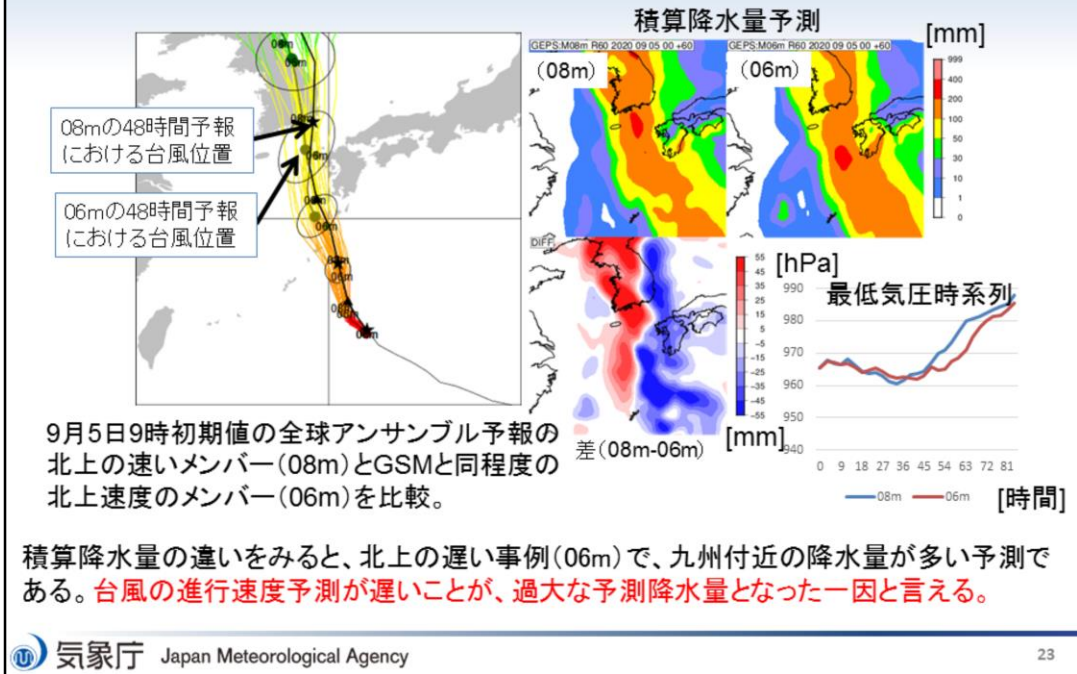 積算降水量予測
[mm]
GEPS:M08m R60 2020 09 05 00 +60
GEPS:M06m R60 2020 09 05 00 +60
(08m)
(06m)
999
400
200
100
50
30
10
1
0
08m
06m
08mの48時間予報
における台風位置
06mの48時間予報
における台風位置
08m
06m
06m
06m
DIFF
55
45
35
25
15
5
-5
-15
-25
-35
-45
-55
[mm]
差(08m-06m)
[hPa]
最低気圧時系列
990
980
970
960
950
940
0 9 18 27 36 45 54 63 72 81
08m 06m
[時間]
9月5日9時初期値の全球アンサンブル予報の
北上の速いメンバー(08m)とGSMと同程度の
北上速度のメンバー(06m)を比較。
積算降水量の違いをみると、北上の遅い事例(06m)で、九州付近の降水量が多い予測で
ある。台風の進行速度予測が遅いことが、過大な予測降水量となった一因と言える。
気象庁 Japan Meteorological Agency
23